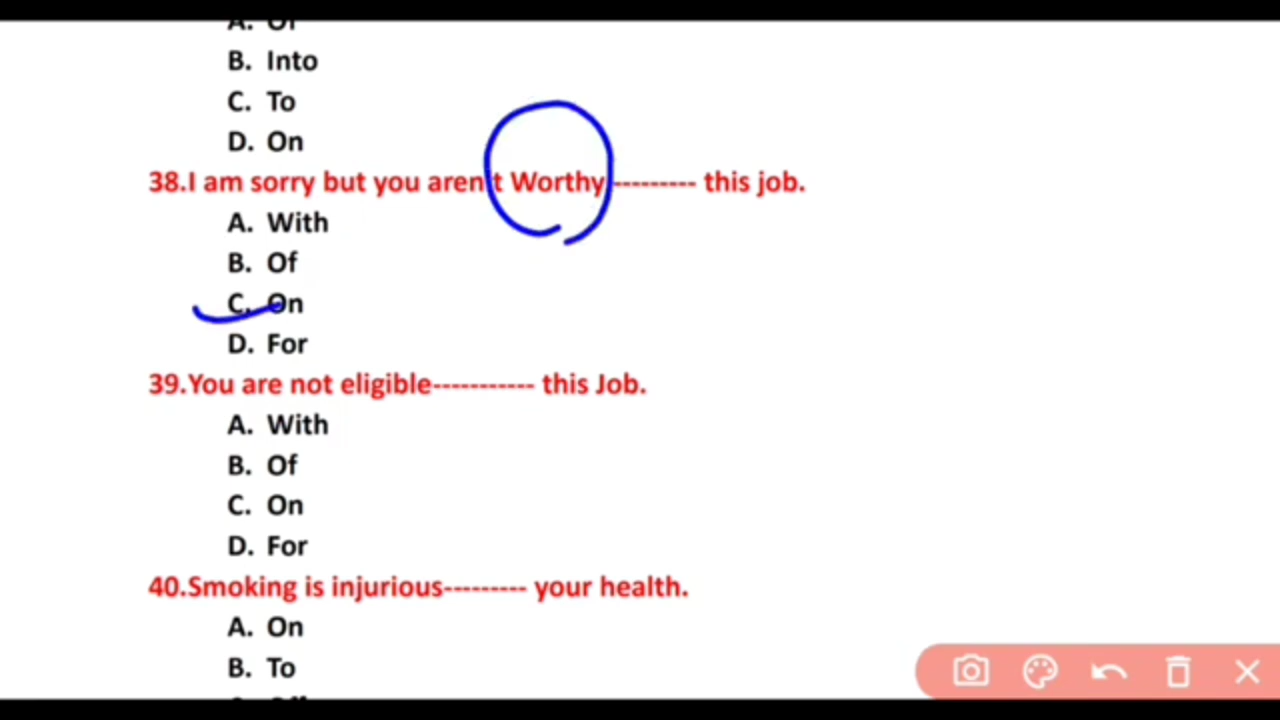 B. Into
C. To
D. On
38.I am sorry but you aren't Worthy --------- this job.
A. With
B. Of
C. On
D. For
39.You are not eligible----------- this Job.
A. With
B. Of
C. On
D. For
40.Smoking is injurious--------- your health.
A. On
B. To